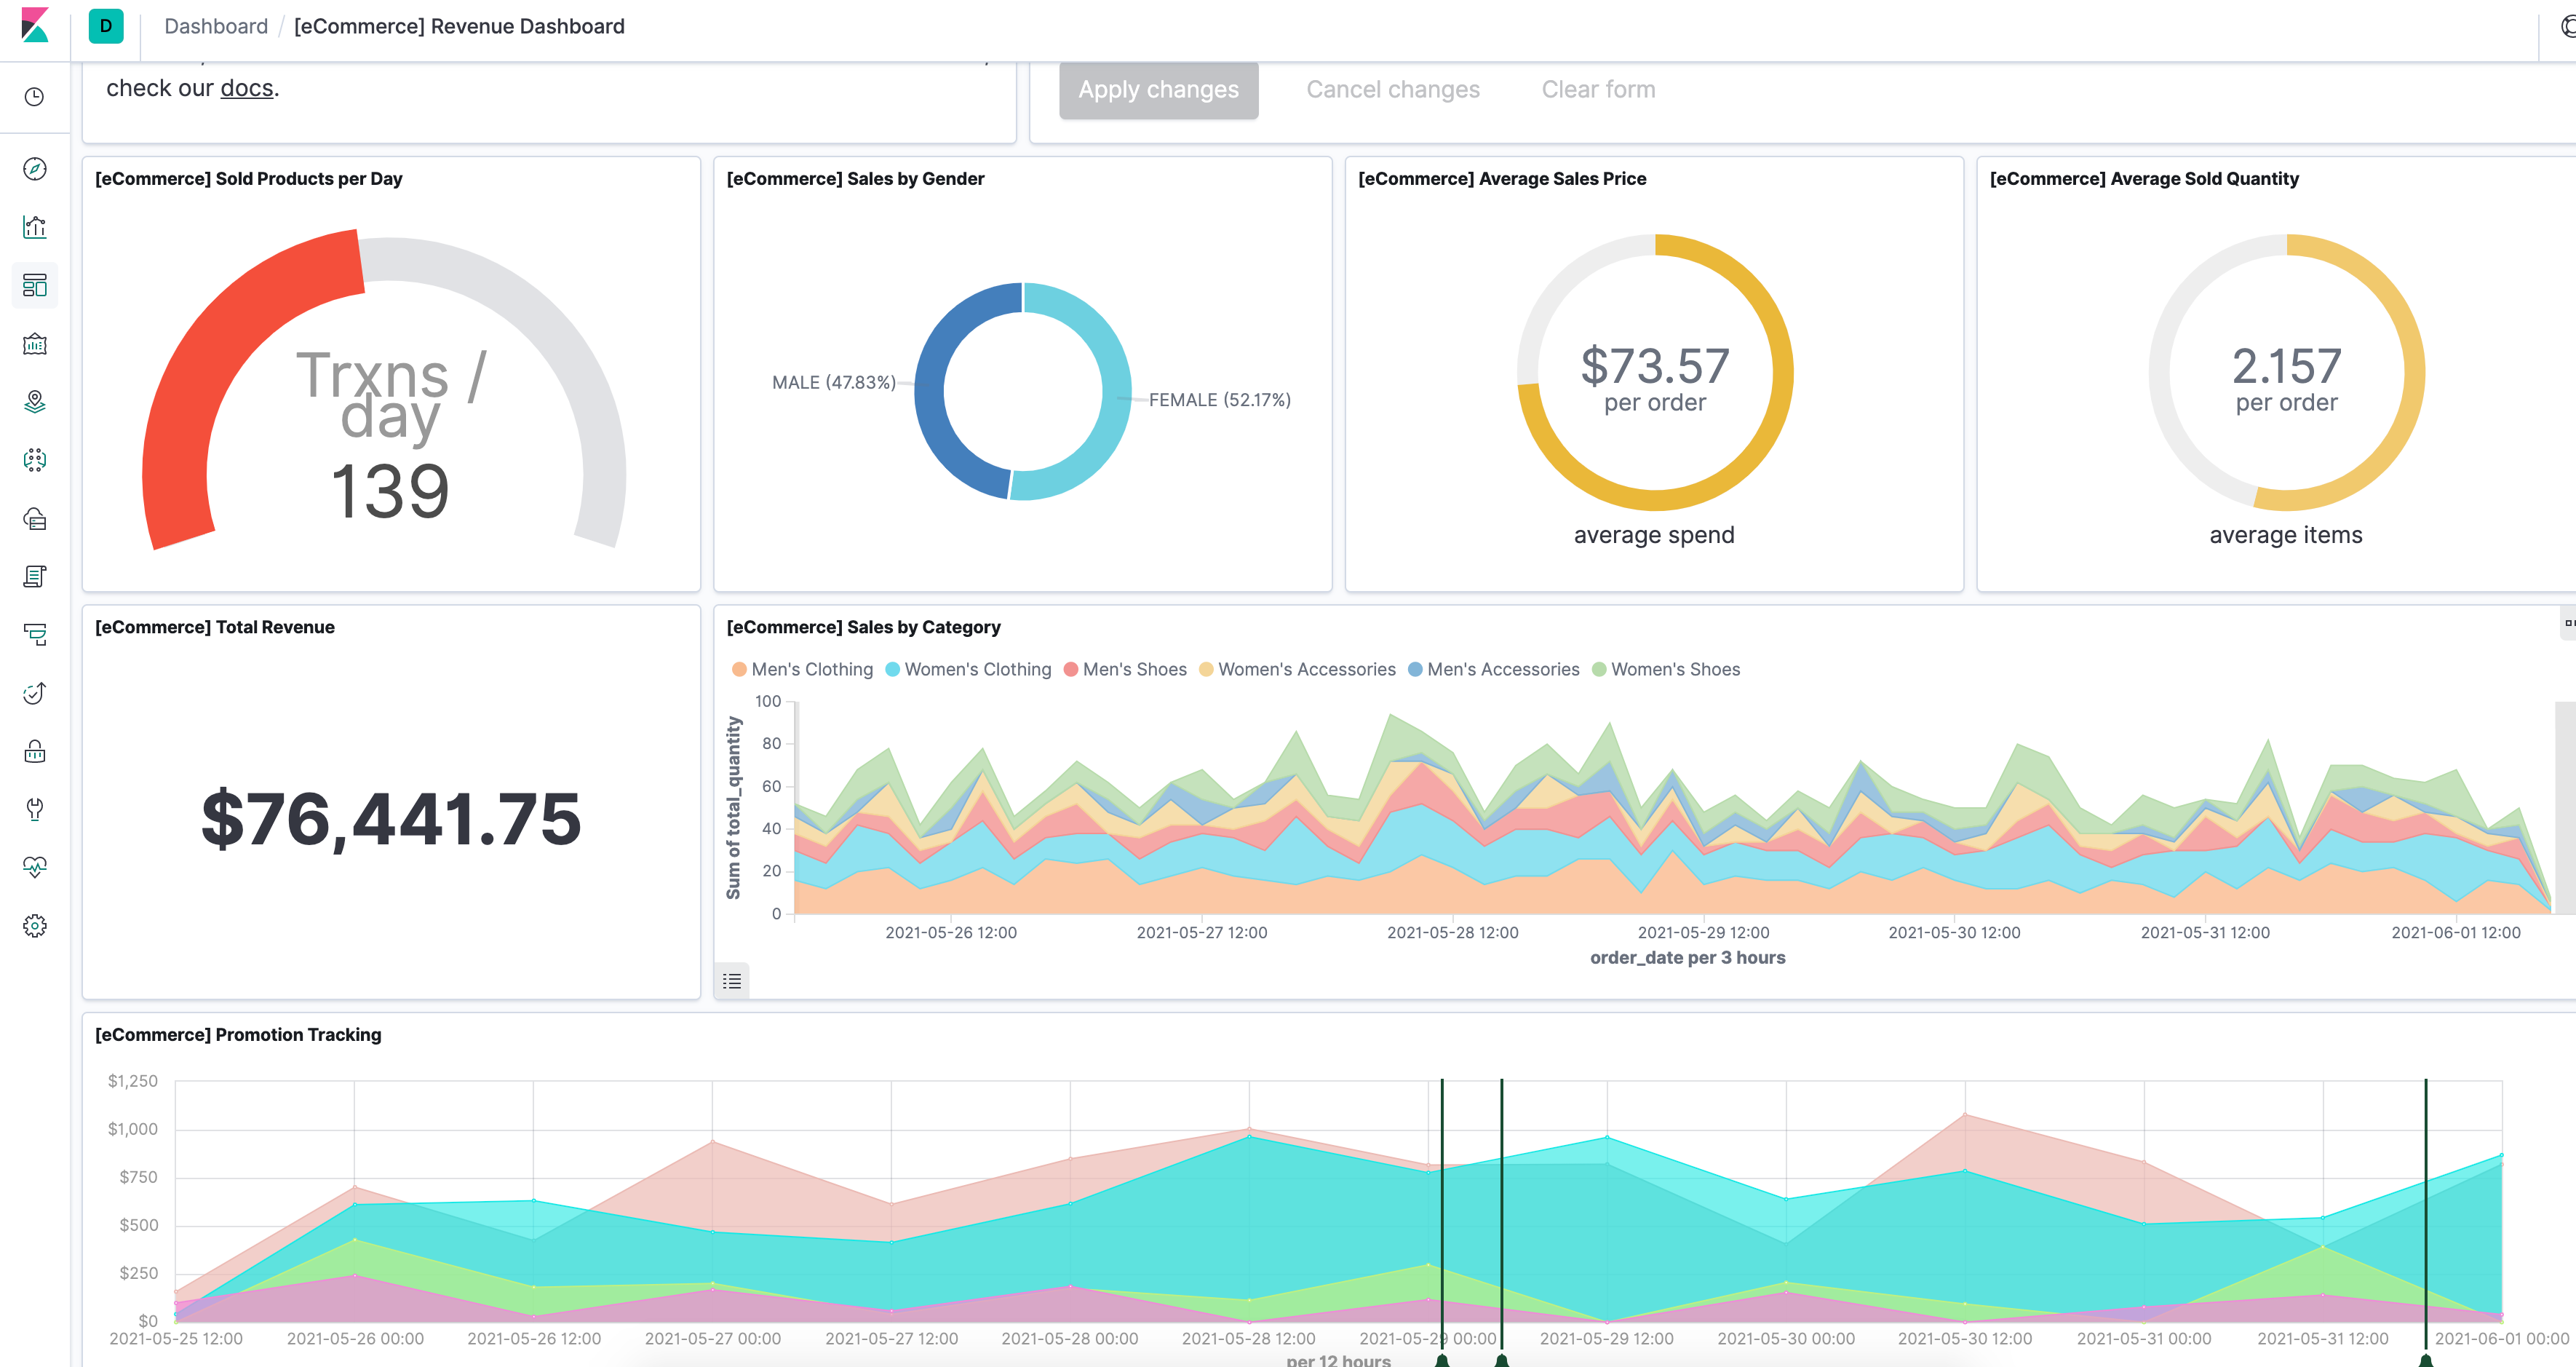 D
Dashboard / [eCommerce] Revenue Dashboard
check our docs.
Apply changes
Cancel changes
Clear form
[eCommerce] Sold Products per Day
Trxns /
day
139
[eCommerce] Sales by Gender
MALE (47.83%)
FEMALE (52.17%)
[eCommerce] Average Sales Price
$73.57
per order
average spend
[eCommerce] Average Sold Quantity
2.157
per order
average items
[eCommerce] Total Revenue
$76,441.75
[eCommerce] Sales by Category
Men's Clothing
Women's Clothing
Men's Shoes
Women's Accessories
Men's Accessories
Women's Shoes
Sum of total_quantity
100
80
60
40
20
0
2021-05-26 12:00
2021-05-27 12:00
2021-05-28 12:00
2021-05-29 12:00
2021-05-30 12:00
2021-05-31 12:00
2021-06-01 12:00
order_date per 3 hours
[eCommerce] Promotion Tracking
$1,250
$1,000
$750
$500
$250
$0
2021-05-25 12:00
2021-05-26 00:00
2021-05-26 12:00
2021-05-27 00:00
2021-05-27 12:00
2021-05-28 00:00
2021-05-28 12:00
2021-05-29 00:00
2021-05-29 12:00
2021-05-30 00:00
2021-05-30 12:00
2021-05-31 00:00
2021-05-31 12:00
2021-06-01 00:00
per 12 hours